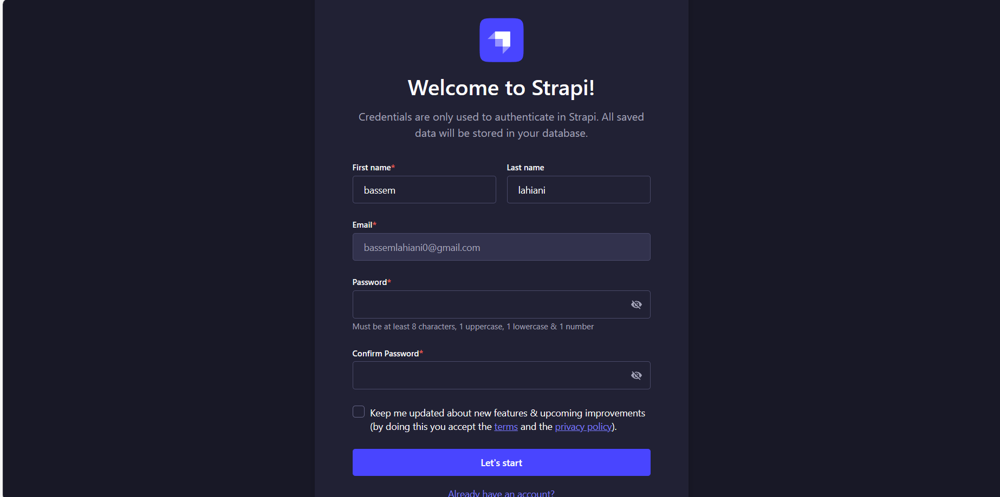 Welcome to Strapi!
Credentials are only used to authenticate in Strapi. All saved
data will be stored in your database.
First name*
Last name
bassem
lahiani
Email*
bassemlahiani0@gmail.com
Password*
Must be at least 8 characters, 1 uppercase, 1 lowercase & 1 number
Confirm Password*
Keep me updated about new features & upcoming improvements
(by doing this you accept the terms and the privacy policy).
Let's start
Already have an account?